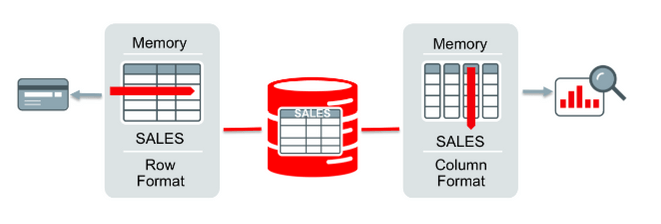 Memory
SALES
Row
Format
SALES
Memory
SALES
Column
Format